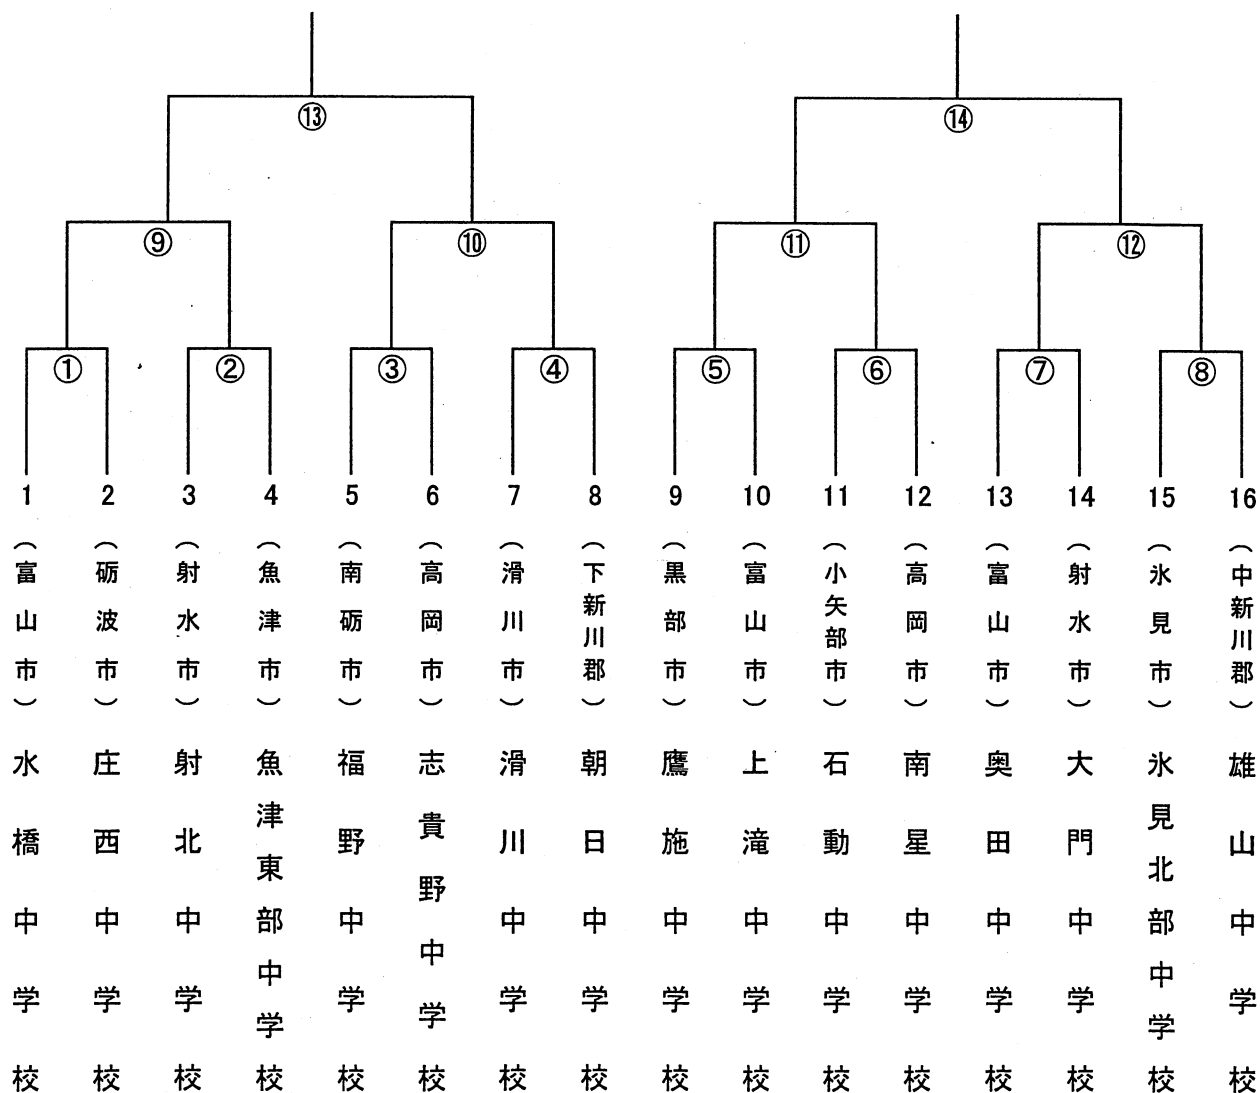 ⑬
⑭
⑨
⑩
⑪
⑫
①
②
③
④
⑤
⑥
⑦
⑧
1
2
3
4
5
6
7
8
9
10
11
12
13
14
15
16
（富山市）水橋中学校
（砺波市）庄西中学校
（射水市）射北中学校
（魚津市）魚津東部中学校
（南砺市）福野中学校
（高岡市）志貴野中学校
（滑川市）滑川中学校
（下新川郡）朝日中学校
（黒部市）鷹施中学校
（富山市）上滝中学校
（小矢部市）石動中学校
（高岡市）南星中学校
（富山市）奥田中学校
（射水市）大門中学校
（氷見市）氷見北部中学校
（中新川郡）雄山中学校